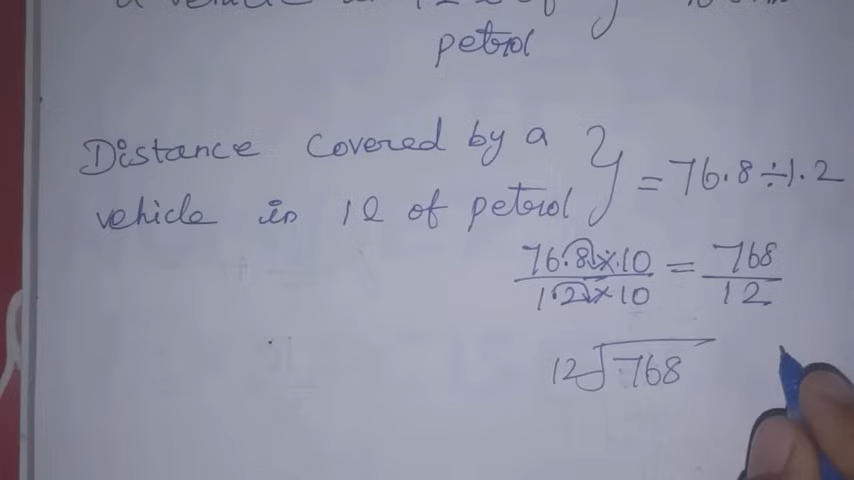 petrol
Distance covered by a
vehicle in 1l of petrol } = 76.8 ÷ 1.2
76.8 × 10 / 1.2 × 10 = 768 / 12
12√768